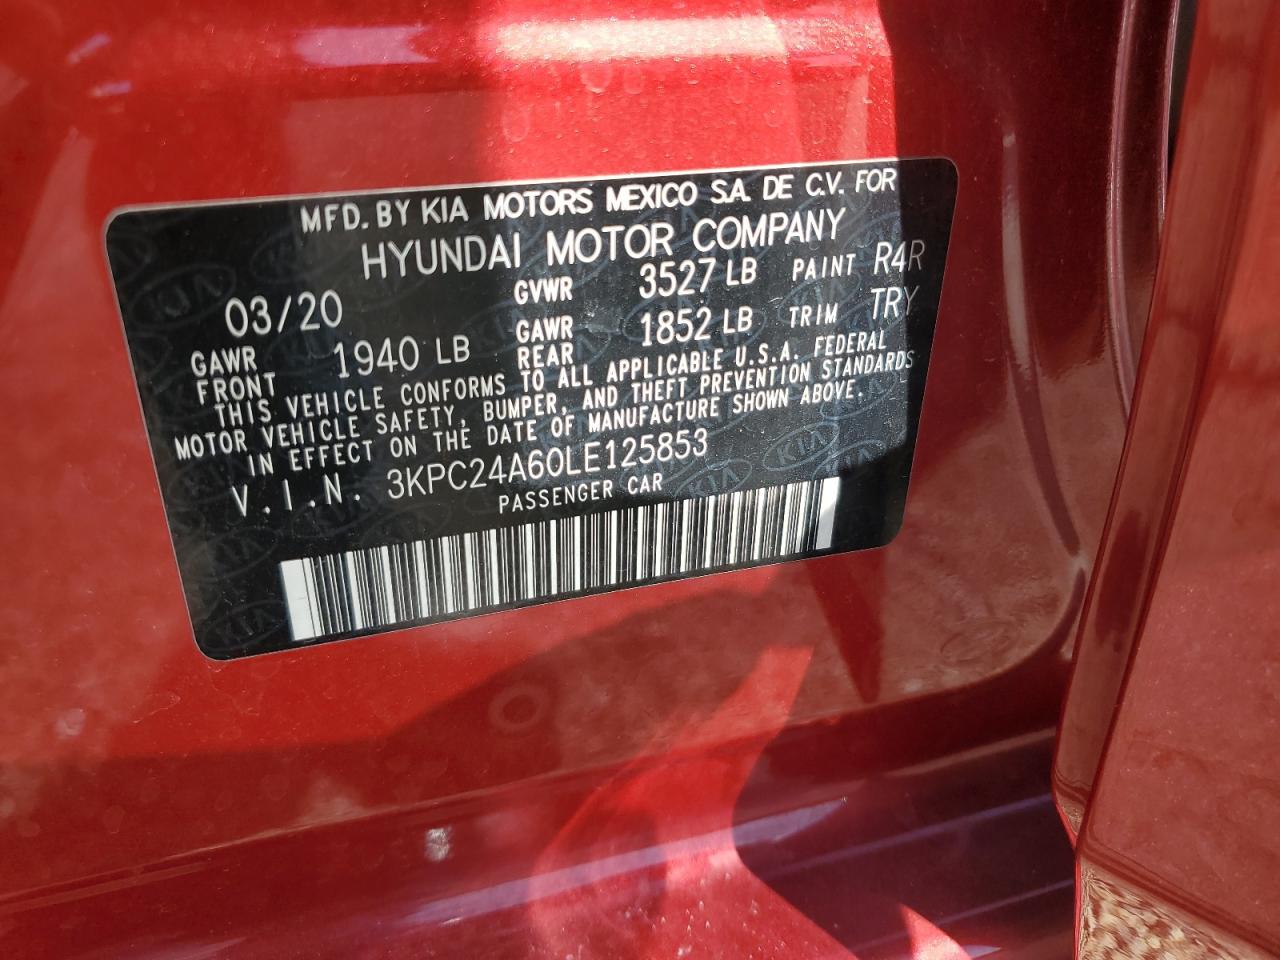 MFD. BY KIA MOTORS MEXICO S.A. DE C.V. FOR
HYUNDAI MOTOR COMPANY
03/20 GVWR 3527 LB PAINT R4R
GAWR FRONT 1940 LB GAWR REAR 1852 LB TRIM TRY
THIS VEHICLE CONFORMS TO ALL APPLICABLE U.S.A. FEDERAL
MOTOR VEHICLE SAFETY, BUMPER, AND THEFT PREVENTION STANDARDS
IN EFFECT ON THE DATE OF MANUFACTURE SHOWN ABOVE.
V.I.N. 3KPC24A60LE125853
PASSENGER CAR